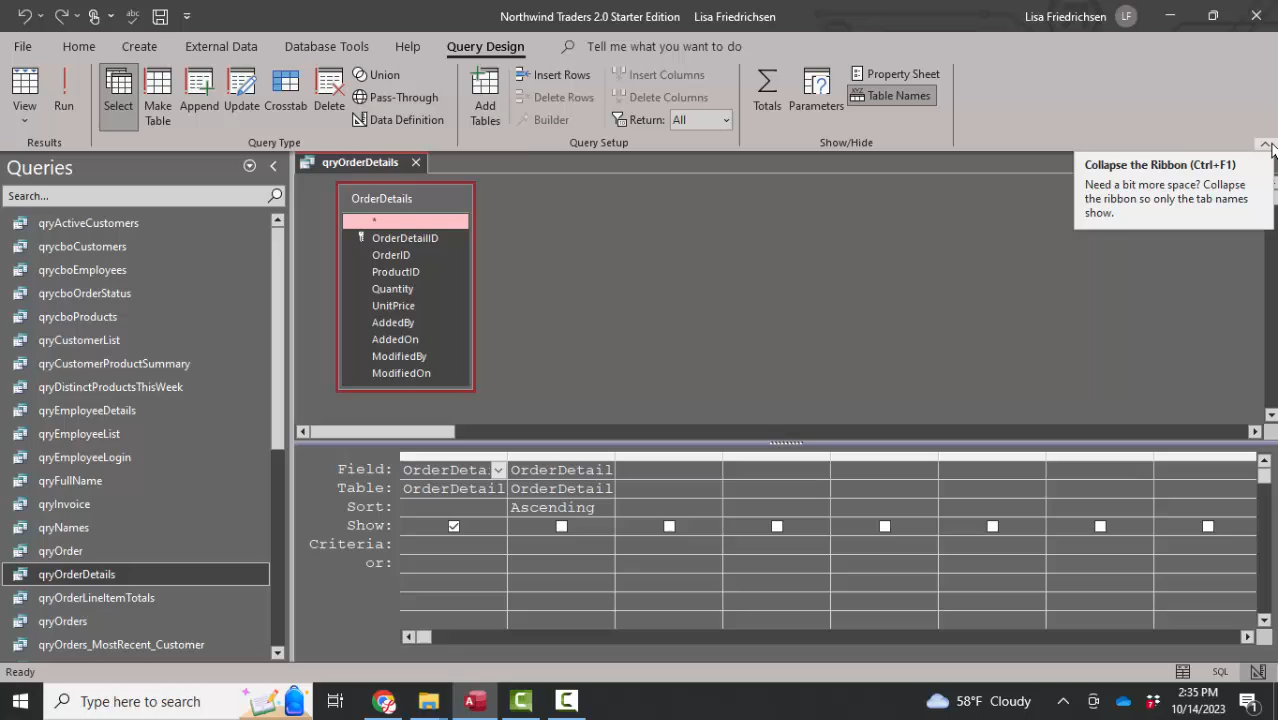 Northwind Traders 2.0 Starter Edition
Lisa Friedrichsen
Lisa Friedrichsen
LF
File
Home
Create
External Data
Database Tools
Help
Query Design
Tell me what you want to do
View
Run
Select
Make Table
Append
Update
Crosstab
Delete
Union
Pass-Through
Data Definition
Add Tables
Insert Rows
Delete Rows
Builder
Insert Columns
Delete Columns
Return: All
Totals
Parameters
Property Sheet
XYZ Table Names
Results
Query Type
Query Setup
Show/Hide
Collapse the Ribbon (Ctrl+F1)
Need a bit more space? Collapse
the ribbon so only the tab names
show.
Queries
Search...
qryActiveCustomers
qrycboCustomers
qrycboEmployees
qrycboOrderStatus
qrycboProducts
qryCustomerList
qryCustomerProductSummary
qryDistinctProductsThisWeek
qryEmployeeDetails
qryEmployeeList
qryEmployeeLogin
qryFullName
qryInvoice
qryNames
qryOrder
qryOrderDetails
qryOrderLineItemTotals
qryOrders
qryOrders_MostRecent_Customer
qryOrderDetails
OrderDetails
*
OrderDetailID
OrderID
ProductID
Quantity
UnitPrice
AddedBy
AddedOn
ModifiedBy
ModifiedOn
Field: OrderDetai OrderDetail
Table: OrderDetail OrderDetail
Sort: Ascending
Show:
Criteria:
or:
Ready
SQL
Type here to search
58°F Cloudy
2:35 PM
10/14/2023
1